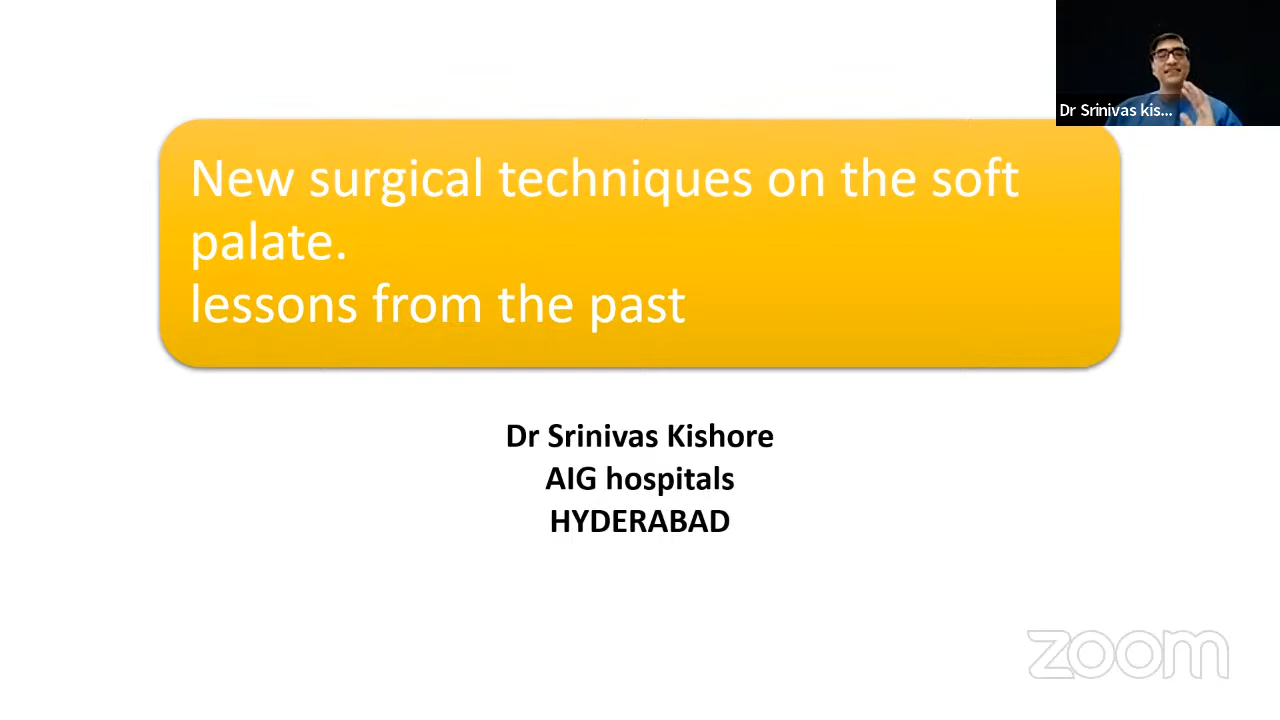 Dr Srinivas kis...
New surgical techniques on the soft
palate.
lessons from the past
Dr Srinivas Kishore
AIG hospitals
HYDERABAD
zoom